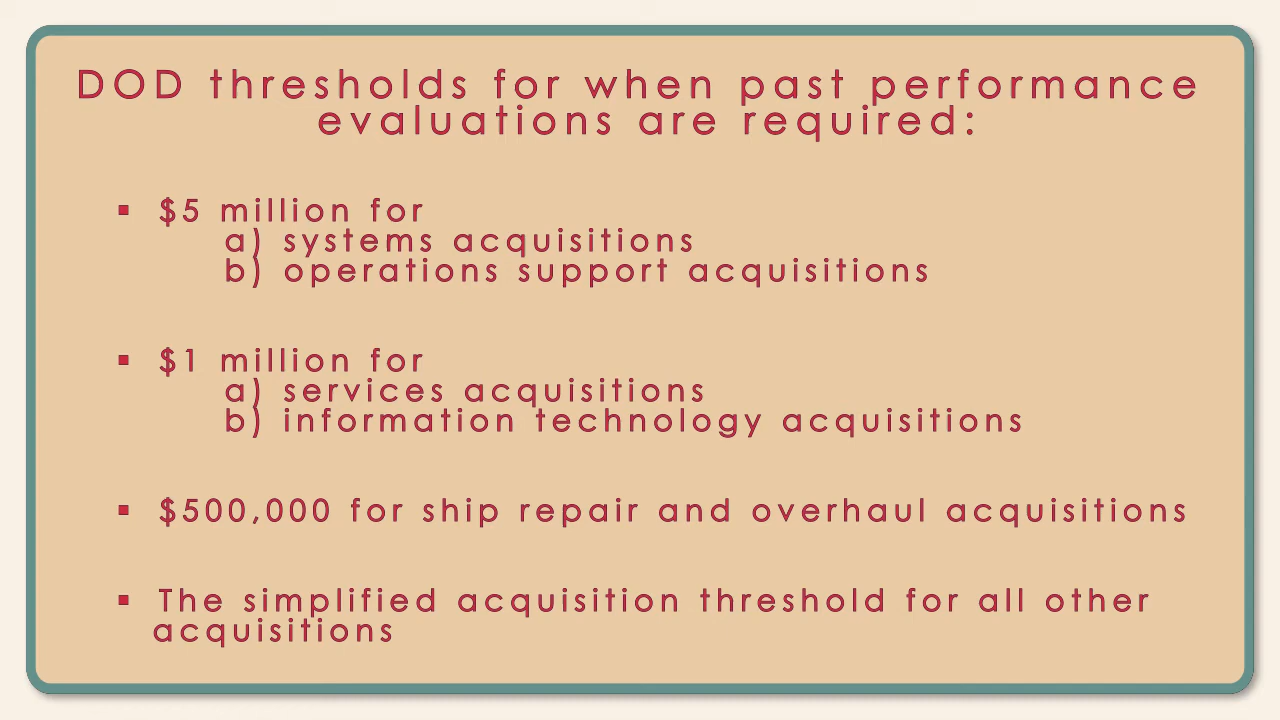 DOD thresholds for when past performance
evaluations are required:
▪ $5 million for
a) systems acquisitions
b) operations support acquisitions
▪ $1 million for
a) services acquisitions
b) information technology acquisitions
▪ $500,000 for ship repair and overhaul acquisitions
▪ The simplified acquisition threshold for all other
acquisitions